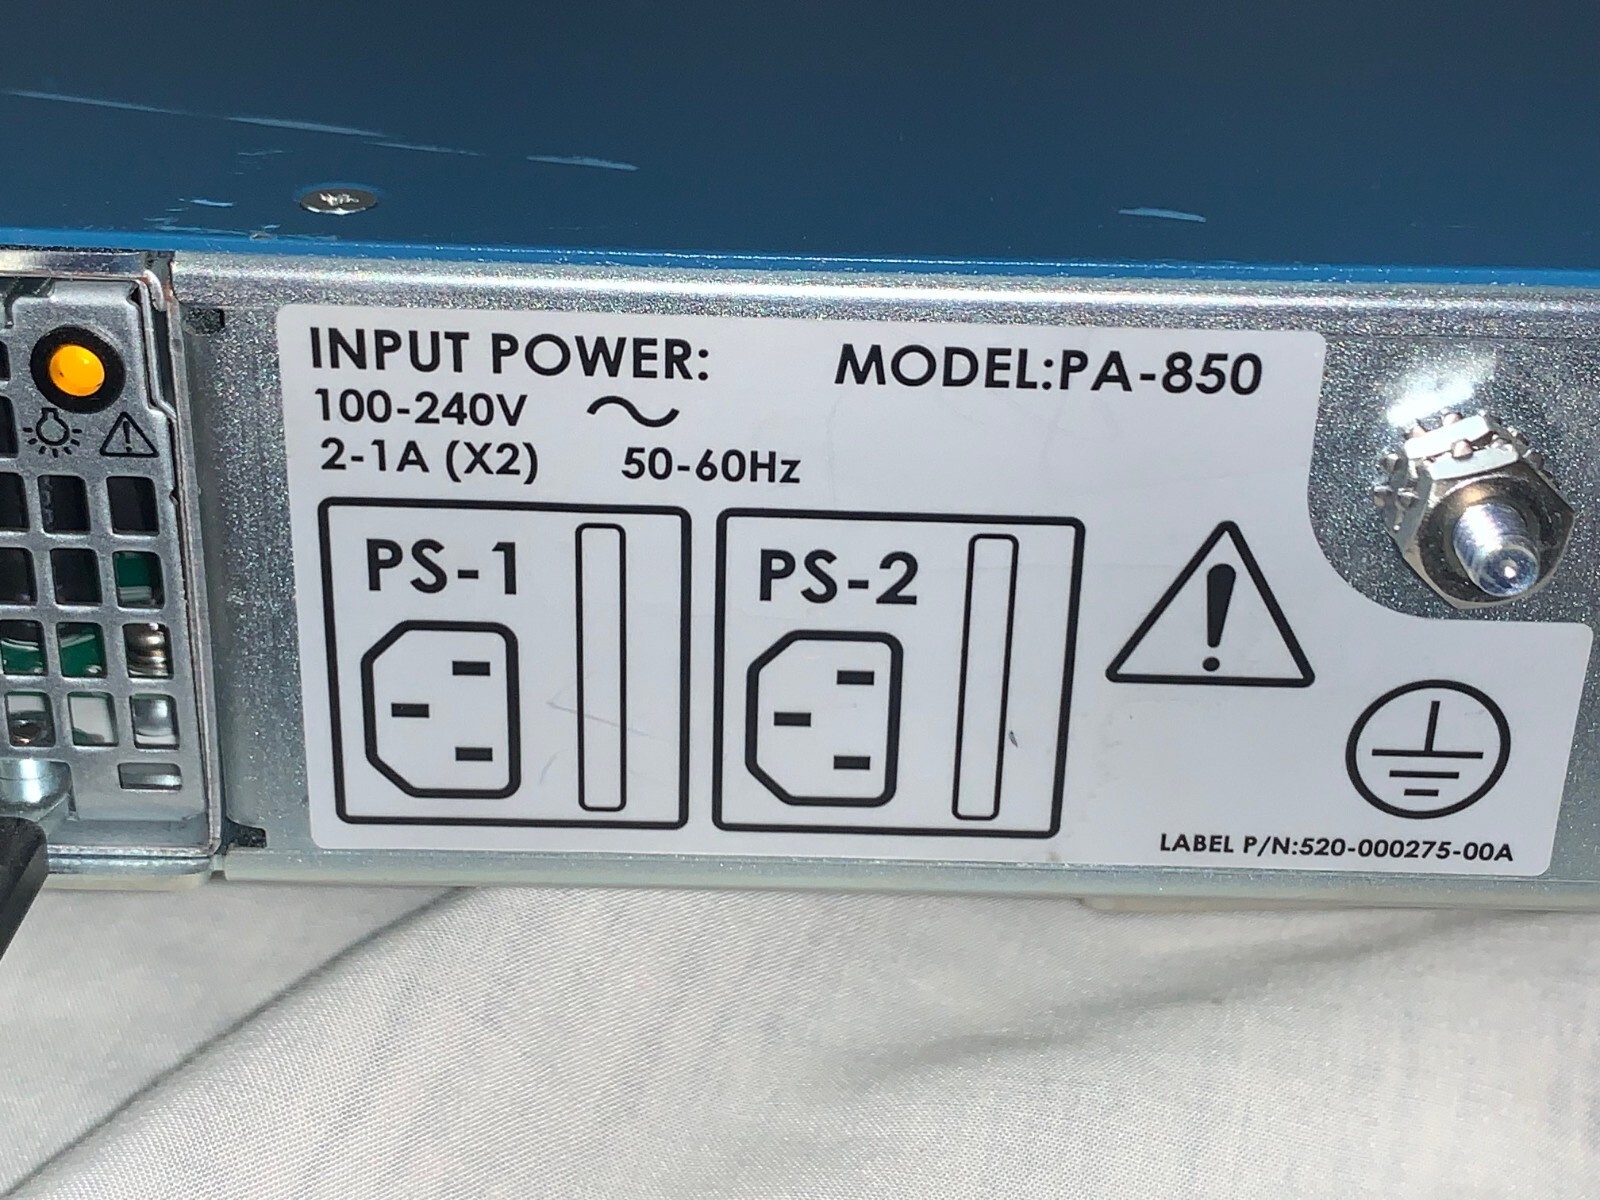 INPUT POWER:
MODEL:PA-850
100-240V
2-1A (X2)
50-60Hz
PS-1
PS-2
LABEL P/N:520-000275-00A